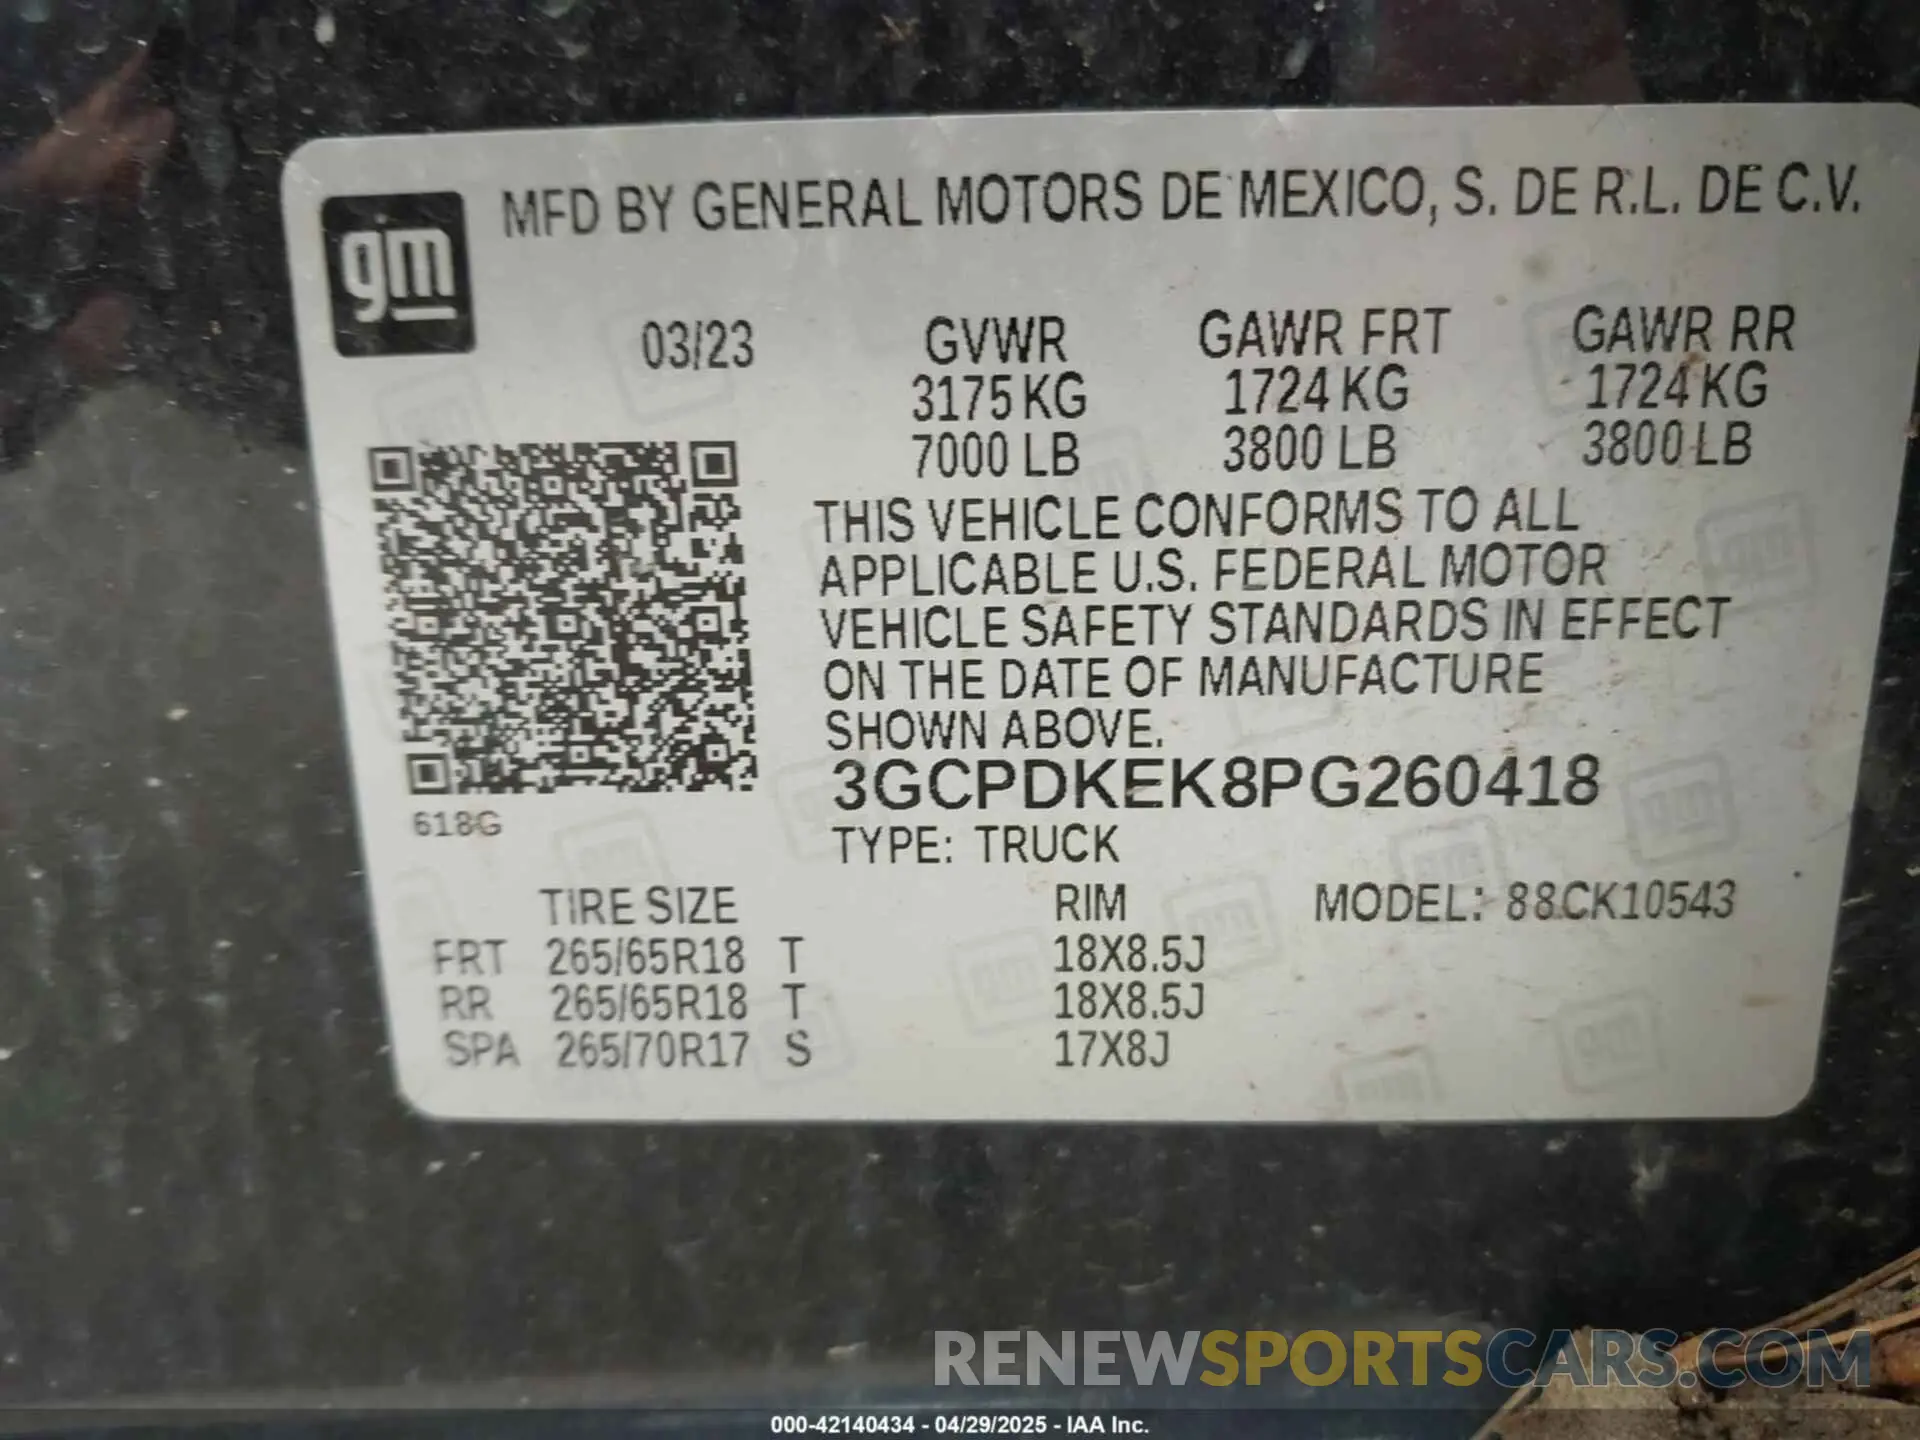 gm
MFD BY GENERAL MOTORS DE MEXICO, S. DE R.L. DE C.V.
03/23 GVWR GAWR FRT GAWR RR
3175 KG 1724 KG 1724 KG
7000 LB 3800 LB 3800 LB
THIS VEHICLE CONFORMS TO ALL
APPLICABLE U.S. FEDERAL MOTOR
VEHICLE SAFETY STANDARDS IN EFFECT
ON THE DATE OF MANUFACTURE
SHOWN ABOVE.
3GCPDKEK8PG260418
618G
TYPE: TRUCK
TIRE SIZE RIM MODEL: 88CK10543
FRT 265/65R18 T 18X8.5J
RR 265/65R18 T 18X8.5J
SPA 265/70R17 S 17X8J
RENEWSPORTSCARS.COM
000-42140434 - 04/29/2025 - IAA Inc.